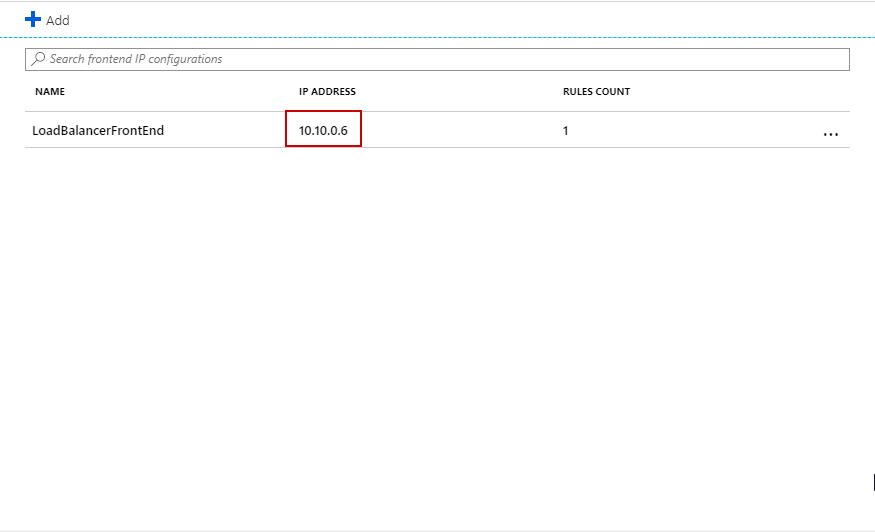 Add
Search frontend IP configurations
NAME IP ADDRESS RULES COUNT
LoadBalancerFrontEnd 10.10.0.6 1 ...